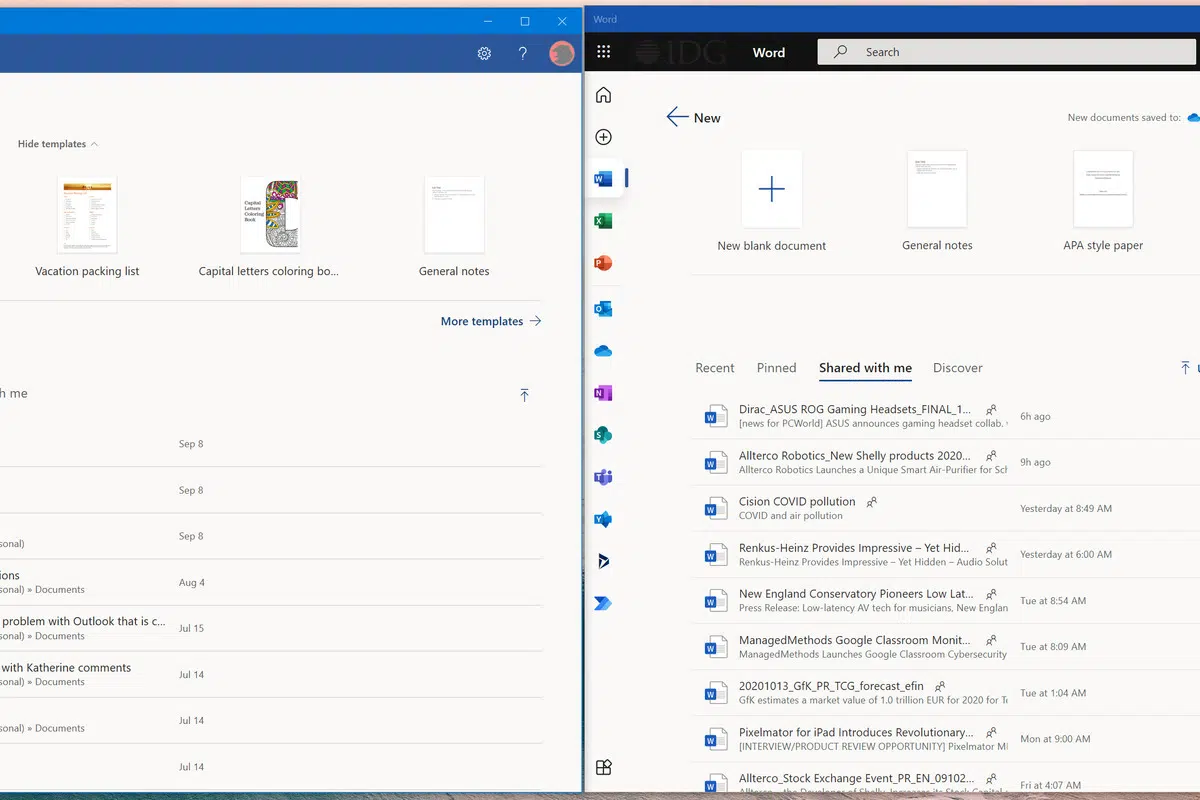 Hide templates
Capital
Letters
Coloring
Book
Vacation packing list
Capital letters coloring bo...
General notes
More templates
h me
Sep 8
Sep 8
sonal)
Sep 8
ions
sonal) » Documents
Aug 4
problem with Outlook that is c...
sonal) » Documents
Jul 15
with Katherine comments
sonal) » Documents
Jul 14
sonal) » Documents
Jul 14
Jul 14
Word
IDG
Word
Search
New
New documents saved to:
New blank document
General notes
APA style paper
Recent
Pinned
Shared with me
Discover
Dirac_ASUS ROG Gaming Headsets_FINAL_1...
[news for PCWorld] ASUS announces gaming headset collab.
6h ago
Allterco Robotics_New Shelly products 2020...
Allterco Robotics Launches a Unique Smart Air-Purifier for Sch
9h ago
Cision COVID pollution
COVID and air pollution
Yesterday at 8:49 AM
Renkus-Heinz Provides Impressive – Yet Hid...
Renkus-Heinz Provides Impressive – Yet Hidden – Audio Solut
Yesterday at 6:00 AM
New England Conservatory Pioneers Low Lat...
Press Release: Low-latency AV tech for musicians, New Englan
Tue at 8:54 AM
ManagedMethods Google Classroom Monit...
ManagedMethods Launches Google Classroom Cybersecurity
Tue at 8:09 AM
20201013_GfK_PR_TCG_forecast_efin
GfK estimates a market value of 1.0 trillion EUR for 2020 for Te
Tue at 1:04 AM
Pixelmator for iPad Introduces Revolutionary...
[INTERVIEW/PRODUCT REVIEW OPPORTUNITY] Pixelmator M
Mon at 9:00 AM
Allterco_Stock Exchange Event_PR_EN_09102...
Allterco – the Developer of Shelly, Increases its Stock Capital
Fri at 4:07 AM